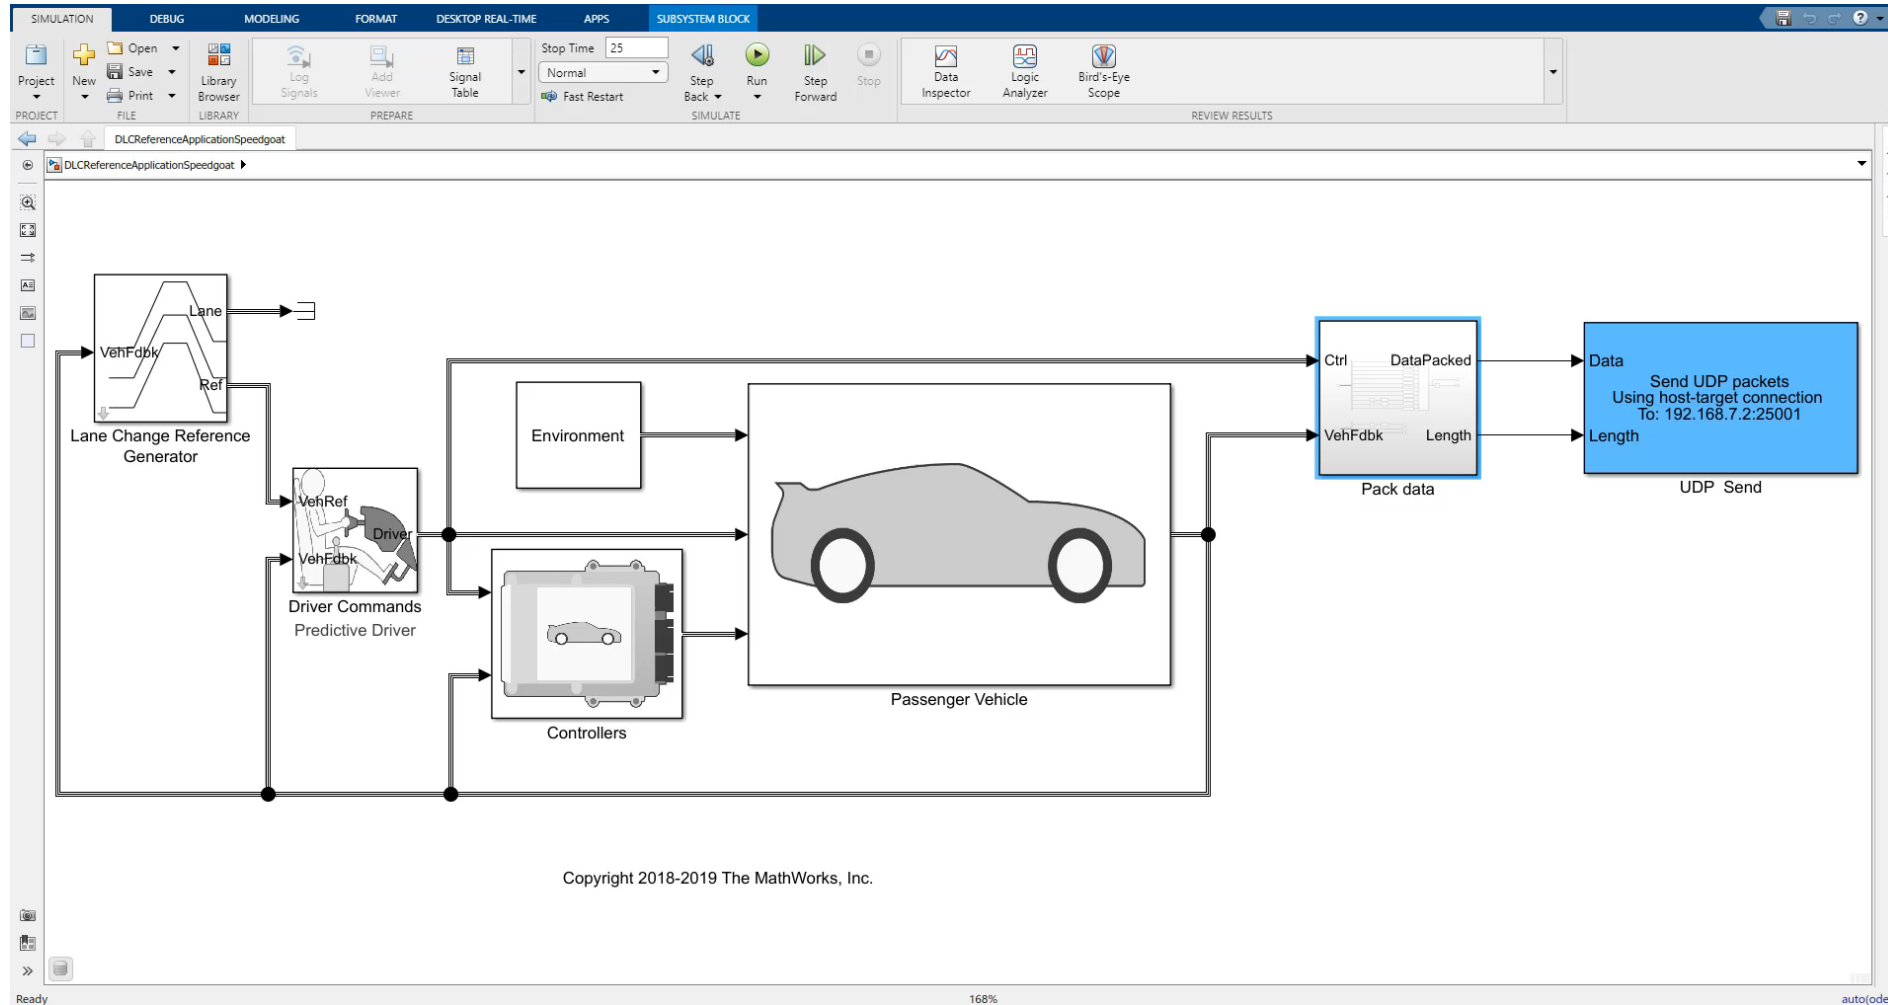 SIMULATION DEBUG MODELING FORMAT DESKTOP REAL-TIME APPS SUBSYSTEM BLOCK
Project
New
Open
Save
Print
Library
Browser
Log
Signals
Add
Viewer
Signal
Table
Stop Time 25
Normal
Fast Restart
Step
Back
Run
Step
Forward
Stop
Data
Inspector
Logic
Analyzer
Bird's-Eye
Scope
PROJECT FILE LIBRARY PREPARE SIMULATE REVIEW RESULTS
DLCReferenceApplicationSpeedgoat
DLCReferenceApplicationSpeedgoat
Lane
VehFdbk
Ref
Lane Change Reference
Generator
VehRef
Driver
VehFdbk
Driver Commands
Predictive Driver
Environment
Controllers
Passenger Vehicle
Ctrl DataPacked
VehFdbk Length
Pack data
Data
Send UDP packets
Using host-target connection
To: 192.168.7.2:25001
Length
UDP Send
Copyright 2018-2019 The MathWorks, Inc.
Ready 168% auto(ode